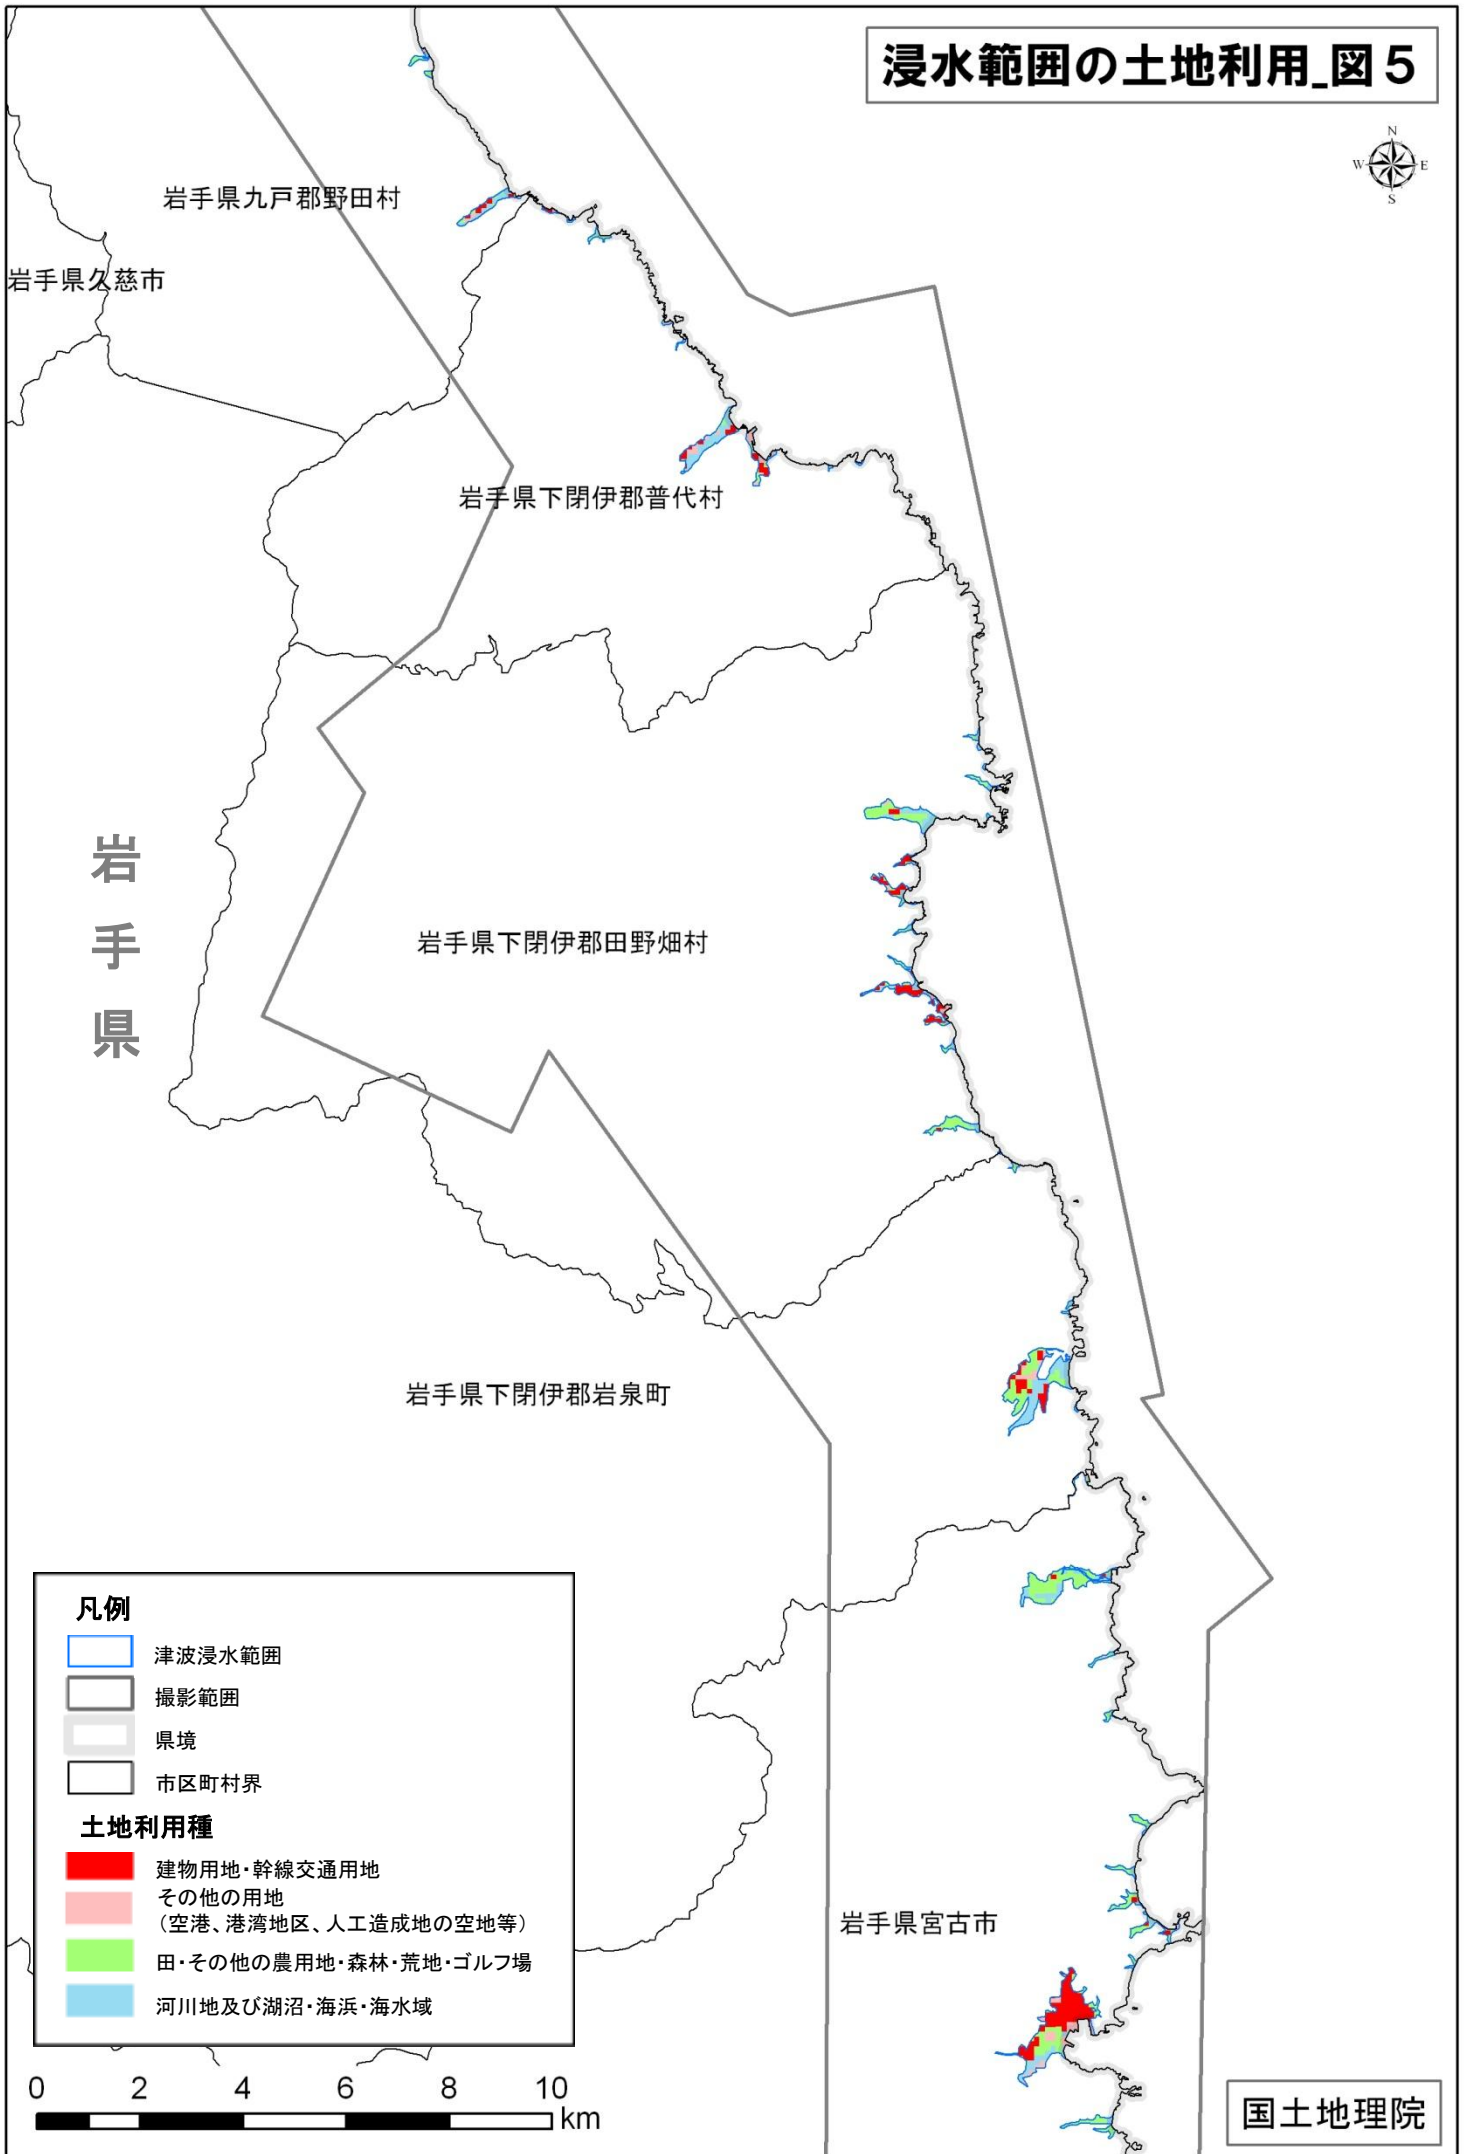 浸水範囲の土地利用_図５
N
W E
S
岩手県九戸郡野田村
岩手県久慈市
岩手県下閉伊郡普代村
岩手県
岩手県下閉伊郡田野畑村
岩手県下閉伊郡岩泉町
岩手県宮古市
凡例
津波浸水範囲
撮影範囲
県境
市区町村界
土地利用種
建物用地・幹線交通用地
その他の用地
（空港、港湾地区、人工造成地の空地等）
田・その他の農用地・森林・荒地・ゴルフ場
河川地及び湖沼・海浜・海水域
0 2 4 6 8 10
km
国土地理院